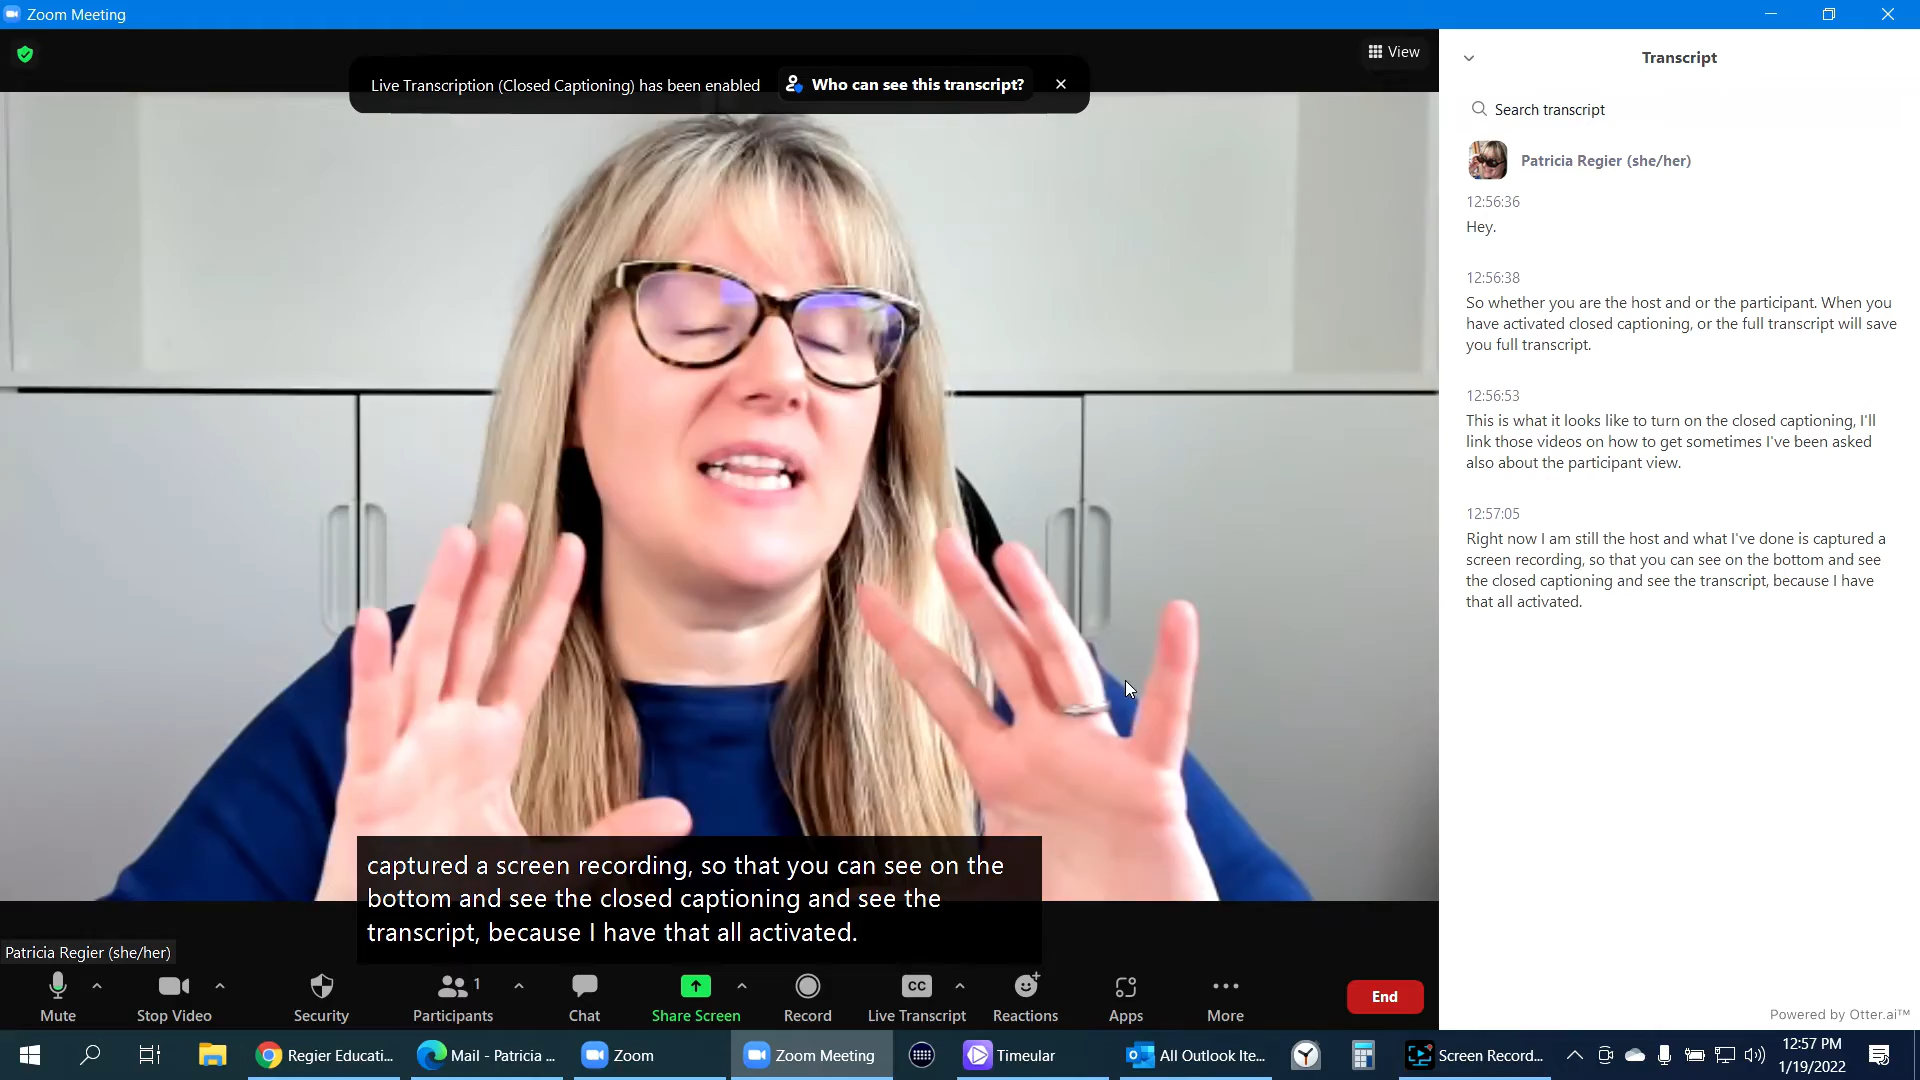 Zoom Meeting
View
Live Transcription (Closed Captioning) has been enabled
Who can see this transcript?
Transcript
Search transcript
Patricia Regier (she/her)
12:56:36
Hey.
12:56:38
So whether you are the host and or the participant. When you
have activated closed captioning, or the full transcript will save
you full transcript.
12:56:53
This is what it looks like to turn on the closed captioning, I'll
link those videos on how to get sometimes I've been asked
also about the participant view.
12:57:05
Right now I am still the host and what I've done is captured a
screen recording, so that you can see on the bottom and see
the closed captioning and see the transcript, because I have
that all activated.
captured a screen recording, so that you can see on the
bottom and see the closed captioning and see the
transcript, because I have that all activated.
Patricia Regier (she/her)
1
CC
Mute
Stop Video
Security
Participants
Chat
Share Screen
Record
Live Transcript
Reactions
Apps
More
End
Powered by Otter.ai™
Regier Educati...
Mail - Patricia ...
Zoom
Zoom Meeting
Timeular
All Outlook Ite...
Screen Record...
12:57 PM
1/19/2022